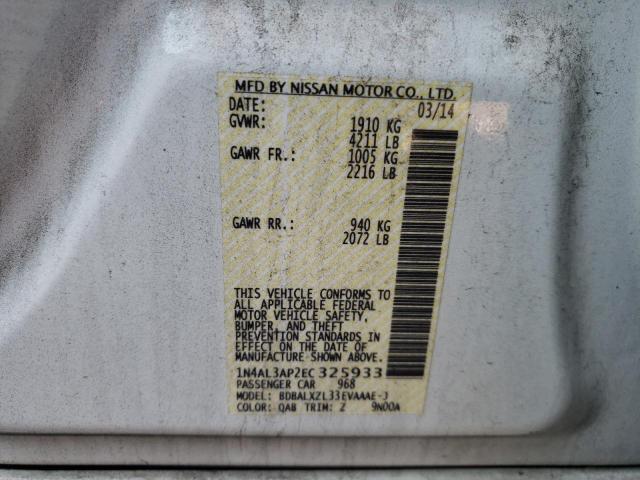 MFD BY NISSAN MOTOR CO., LTD.
DATE: 03/14
GVWR: 1910 KG
4211 LB
GAWR FR.: 1005 KG
2216 LB
GAWR RR.: 940 KG
2072 LB
THIS VEHICLE CONFORMS TO
ALL APPLICABLE FEDERAL
MOTOR VEHICLE SAFETY,
BUMPER, AND THEFT
PREVENTION STANDARDS
IN EFFECT ON THE DATE OF
MANUFACTURE SHOWN ABOVE.
1N4AL3AP2EC 325933
PASSENGER CAR 968
MODEL: BDBALXZL33EVAAAE-J
COLOR: QAB TRIM: Z 9N00A